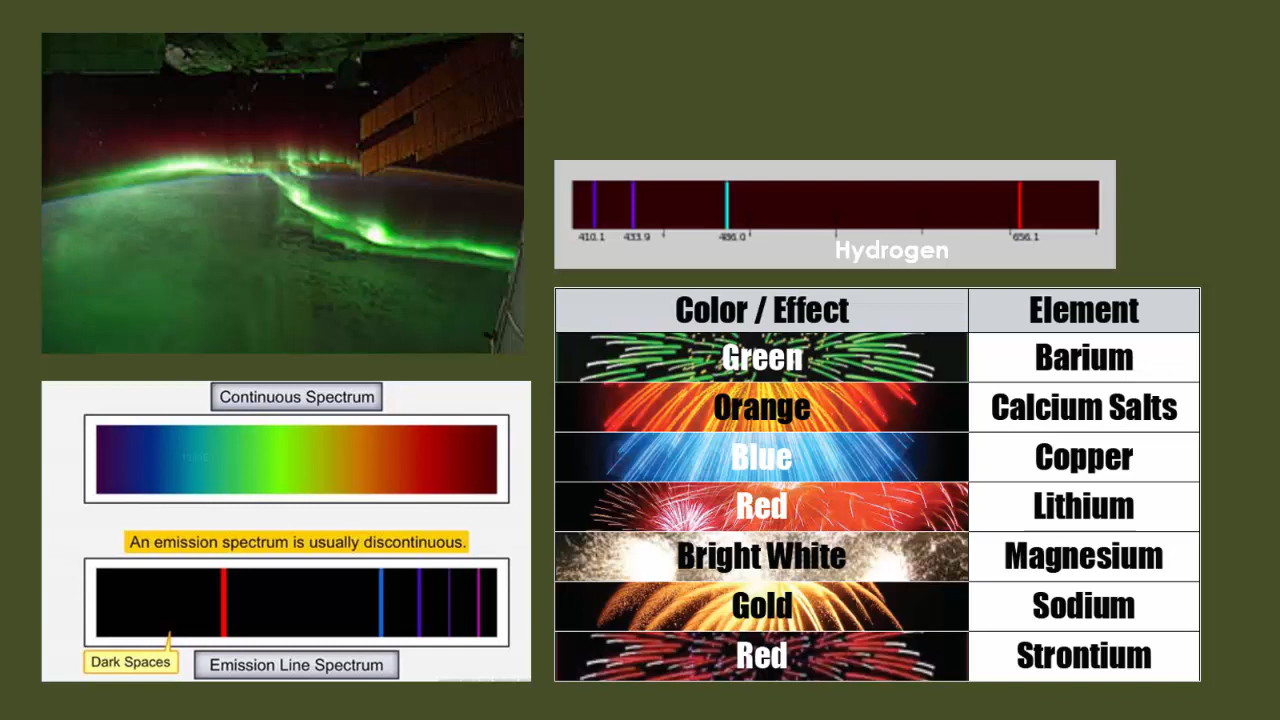 410.1 433.9 486.0 656.1
Hydrogen
Continuous Spectrum
An emission spectrum is usually discontinuous.
Dark Spaces
Emission Line Spectrum
Color / Effect Element
Green Barium
Orange Calcium Salts
Blue Copper
Red Lithium
Bright White Magnesium
Gold Sodium
Red Strontium